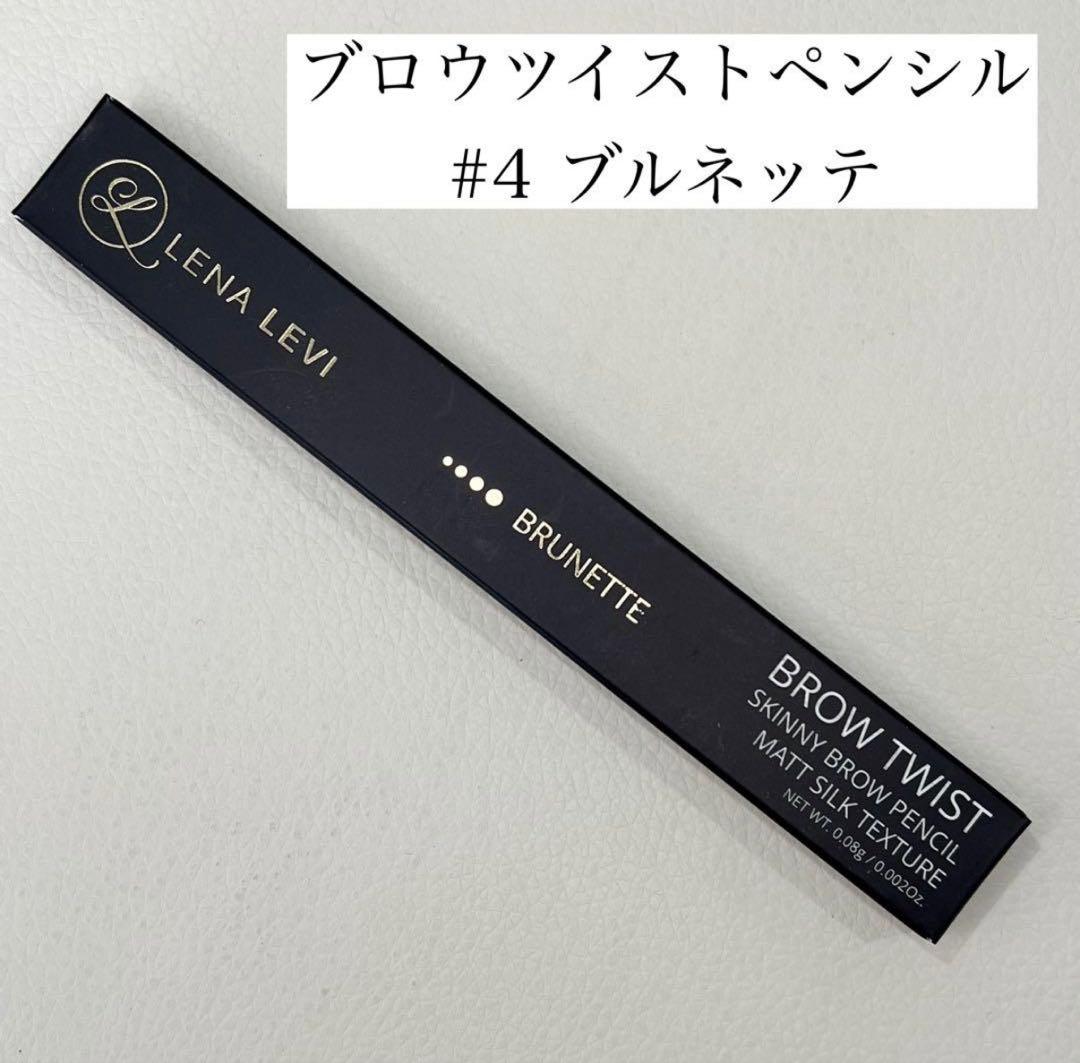 ブロウツイストペンシル
#4 ブルネッテ
L
LENA LEVI
BRUNETTE
BROW TWIST
SKINNY BROW PENCIL
MATT SILK TEXTURE
NET WT. 0.08g / 0.002Oz.